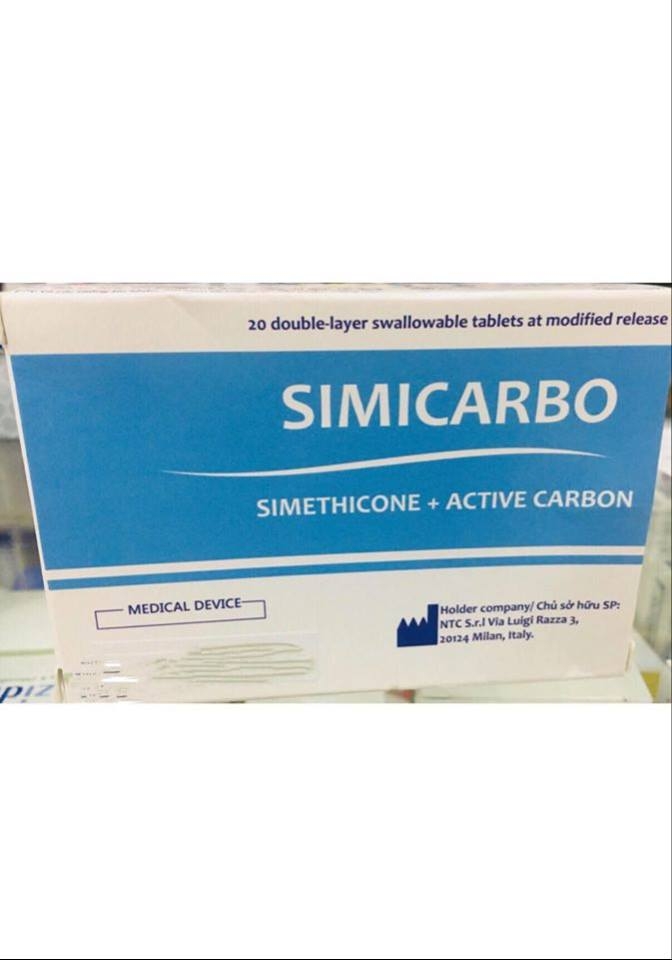 20 double-layer swallowable tablets at modified release
SIMICARBO
SIMETHICONE + ACTIVE CARBON
MEDICAL DEVICE
Holder company/ Chủ sở hữu SP:
NTC S.r.l Via Luigi Razza 3,
20124 Milan, Italy.